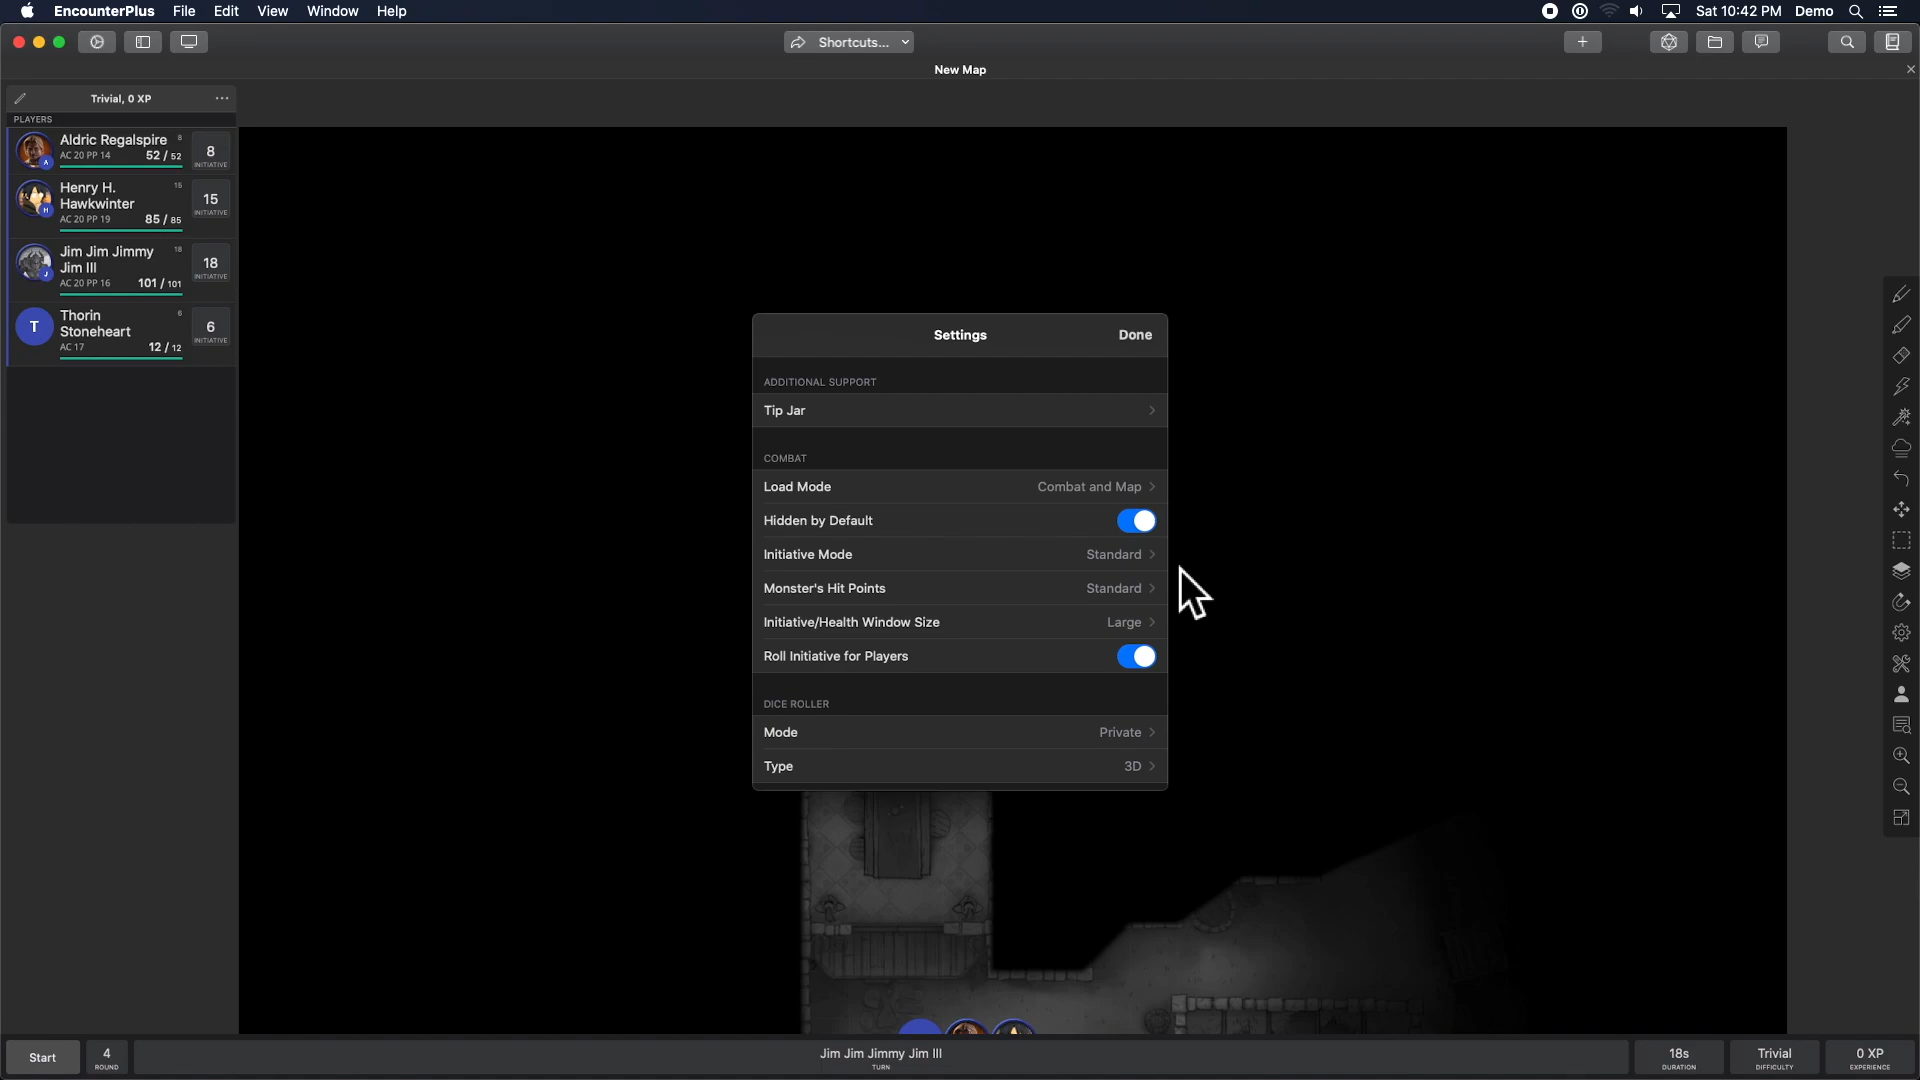 EncounterPlus File Edit View Window Help
Sat 10:42 PM Demo
Shortcuts...
New Map
Trivial, 0 XP
PLAYERS
Aldric Regalspire 8
AC 20 PP 14 52 / 52
8
INITIATIVE
A
Henry H. 15
Hawkwinter
AC 20 PP 19 85 / 85
15
INITIATIVE
H
Jim Jim Jimmy 18
Jim III
AC 20 PP 16 101 / 101
18
INITIATIVE
J
T
Thorin 6
Stoneheart
AC 17 12 / 12
6
INITIATIVE
Settings Done
ADDITIONAL SUPPORT
Tip Jar
COMBAT
Load Mode Combat and Map
Hidden by Default
Initiative Mode Standard
Monster's Hit Points Standard
Initiative/Health Window Size Large
Roll Initiative for Players
DICE ROLLER
Mode Private
Type 3D
Start
4
ROUND
Jim Jim Jimmy Jim III
TURN
18s
DURATION
Trivial
DIFFICULTY
0 XP
EXPERIENCE